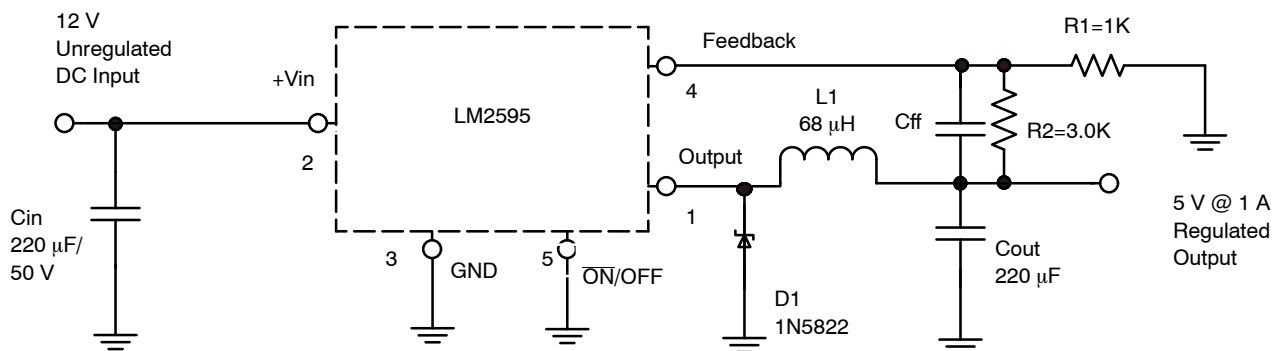 12 V
Unregulated
DC Input
+Vin
2
LM2595
Feedback
4
R1=1K
L1
68 μH
Cff
R2=3.0K
Output
1
Cin
220 μF/
50 V
3
GND
5
ON/OFF
D1
1N5822
Cout
220 μF
5 V @ 1 A
Regulated
Output